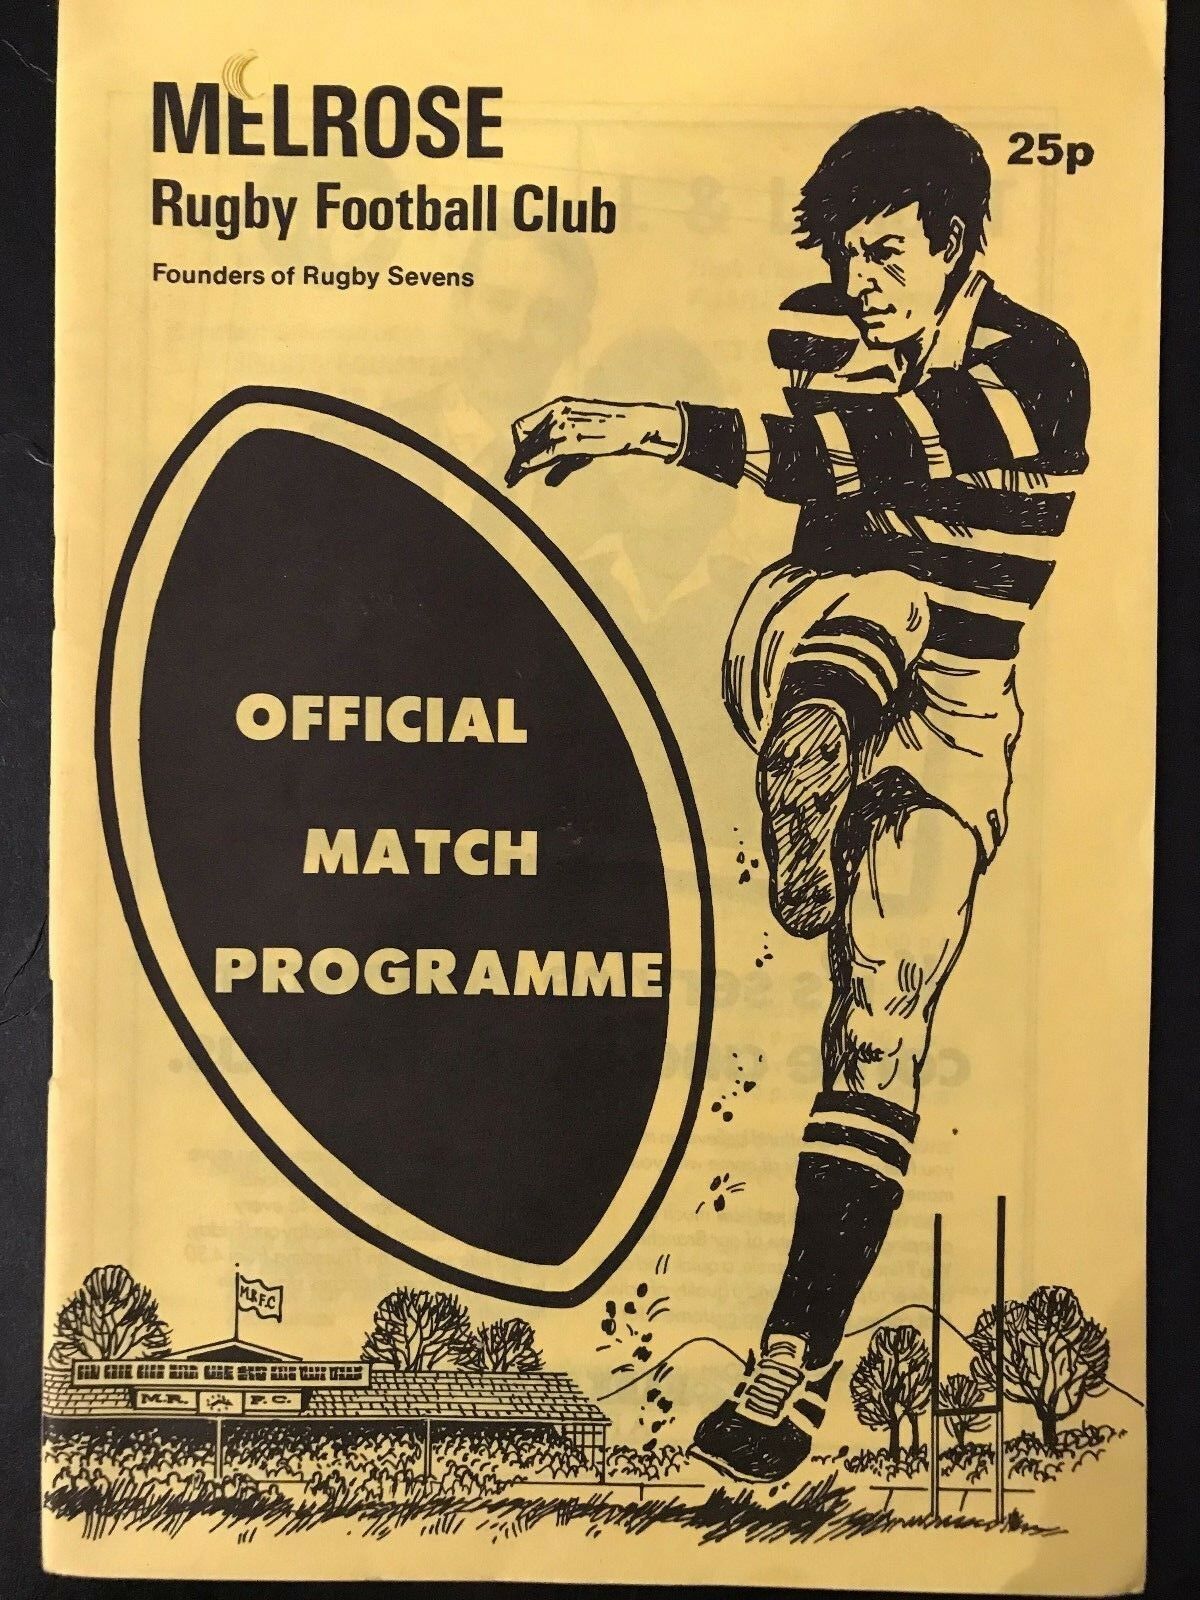 MELROSE
Rugby Football Club
Founders of Rugby Sevens
25p
OFFICIAL
MATCH
PROGRAMME
M.R.F.C
M.R. F.C.